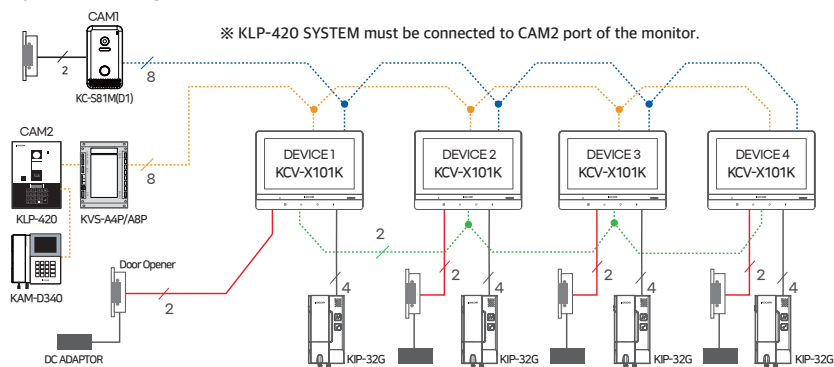 CAM1
※ KLP-420 SYSTEM must be connected to CAM2 port of the monitor.
2
8
KC-S81M(D1)
CAM2
8
KLP-420
KVS-A4P/A8P
KAM-D340
DEVICE 1
KCV-X101K
DEVICE 2
KCV-X101K
DEVICE 3
KCV-X101K
DEVICE 4
KCV-X101K
2
Door Opener
2
DC ADAPTOR
4
KIP-32G
2
4
KIP-32G
2
4
KIP-32G
2
4
KIP-32G